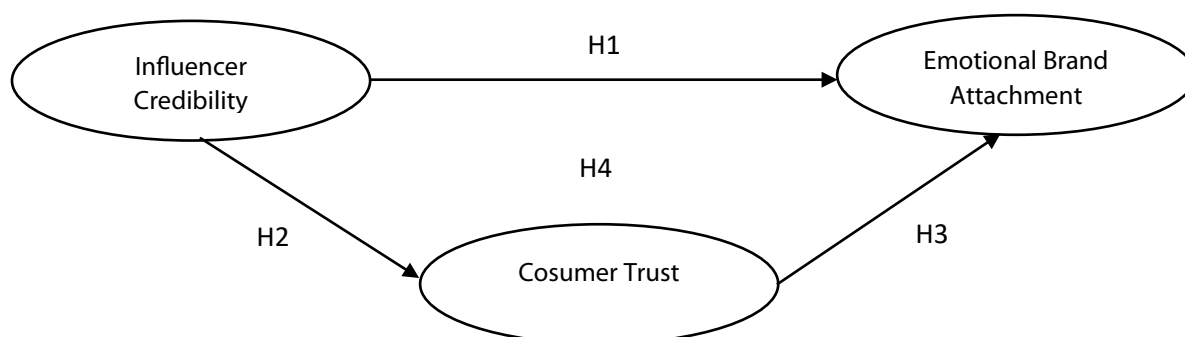 H1
Influencer
Credibility
Emotional Brand
Attachment
H4
H2
H3
Cosumer Trust